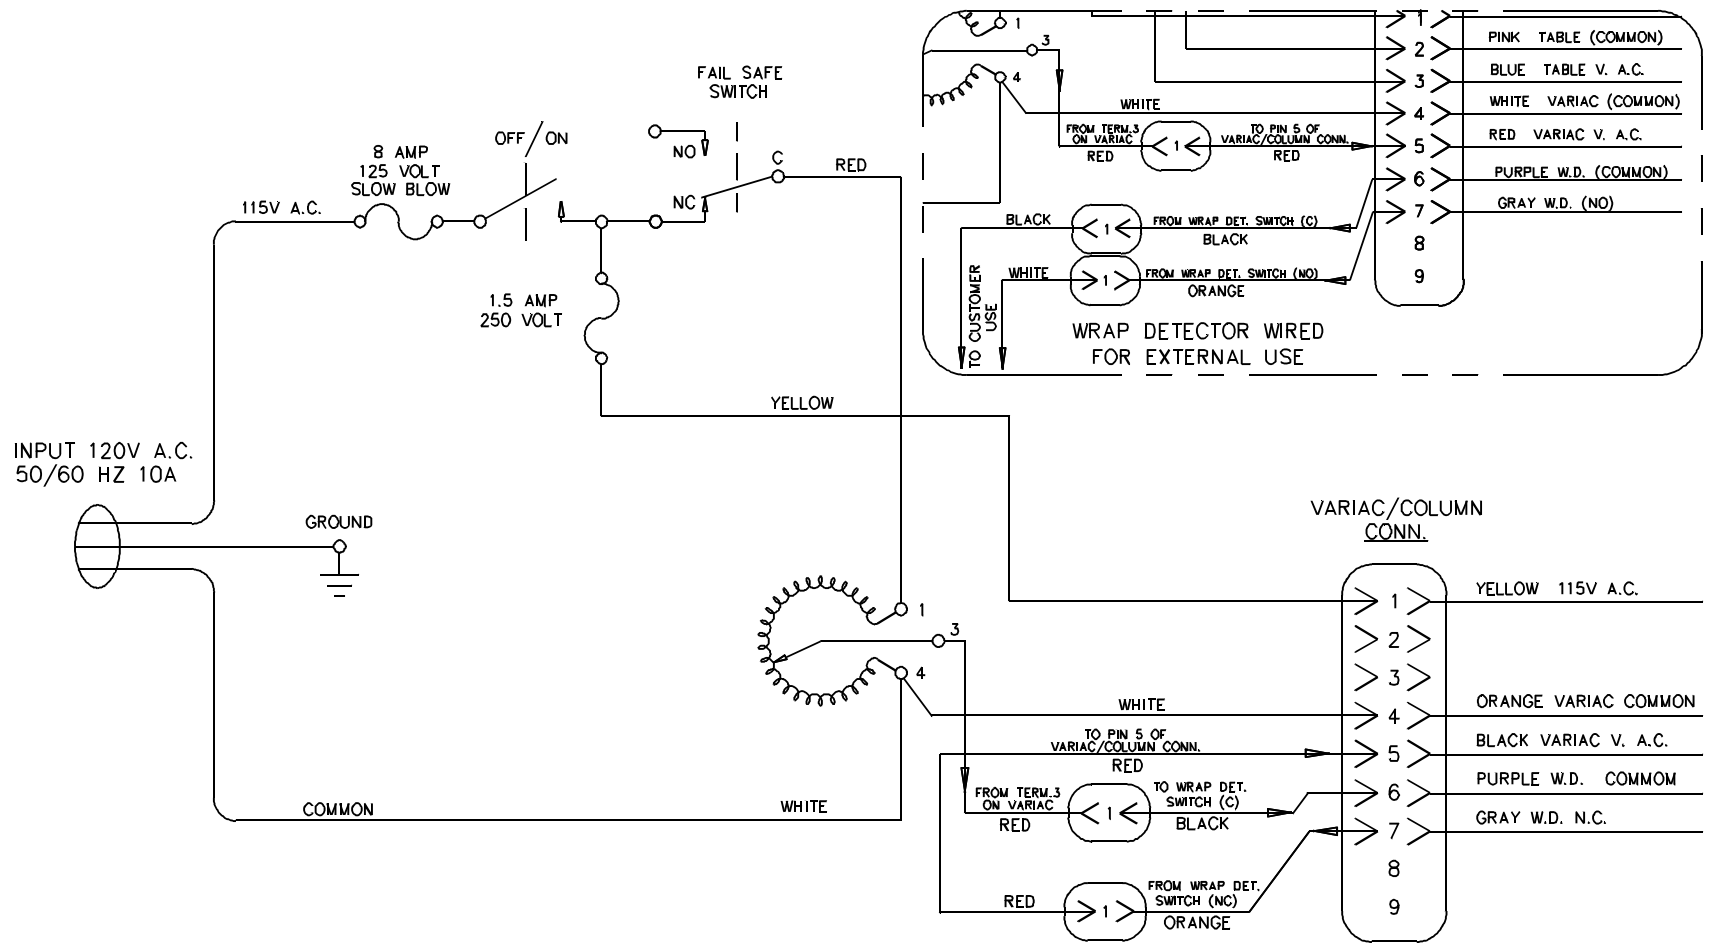 FAIL SAFE
SWITCH
OFF/ON
NO
C
RED
NC
8 AMP
125 VOLT
SLOW BLOW
115V A.C.
1.5 AMP
250 VOLT
YELLOW
INPUT 120V A.C.
50/60 HZ 10A
GROUND
COMMON
WHITE
1
3
4
1
3
4
WHITE
FROM TERM.3
ON VARIAC
RED
1
TO PIN 5 OF
VARIAC/COLUMN CONN.
RED
BLACK
1
FROM WRAP DET. SWITCH (C)
BLACK
WHITE
1
FROM WRAP DET. SWITCH (NO)
ORANGE
TO CUSTOMER
USE
WRAP DETECTOR WIRED
FOR EXTERNAL USE
1
2 PINK TABLE (COMMON)
3 BLUE TABLE V. A.C.
4 WHITE VARIAC (COMMON)
5 RED VARIAC V. A.C.
6 PURPLE W.D. (COMMON)
7 GRAY W.D. (NO)
8
9
VARIAC/COLUMN
CONN.
1 YELLOW 115V A.C.
2
3
WHITE
4 ORANGE VARIAC COMMON
TO PIN 5 OF
VARIAC/COLUMN CONN.
RED
5 BLACK VARIAC V. A.C.
FROM TERM.3
ON VARIAC
RED
1
TO WRAP DET.
SWITCH (C)
BLACK
6 PURPLE W.D. COMMOM
7 GRAY W.D. N.C.
8
9
RED
1
FROM WRAP DET.
SWITCH (NC)
ORANGE